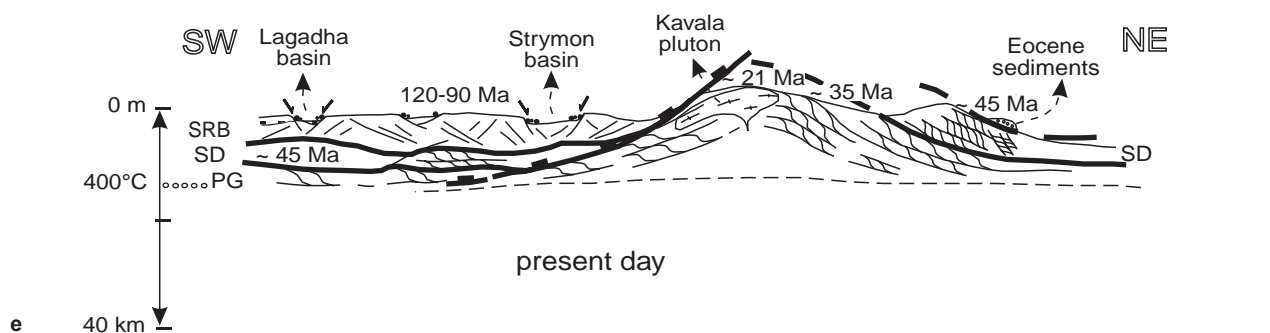 SW
Lagadha
basin
Strymon
basin
Kavala
pluton
Eocene
sediments
NE
0 m
120-90 Ma
~ 21 Ma
~ 35 Ma
~ 45 Ma
SRB
SD
~ 45 Ma
SD
400°C
PG
present day
e
40 km